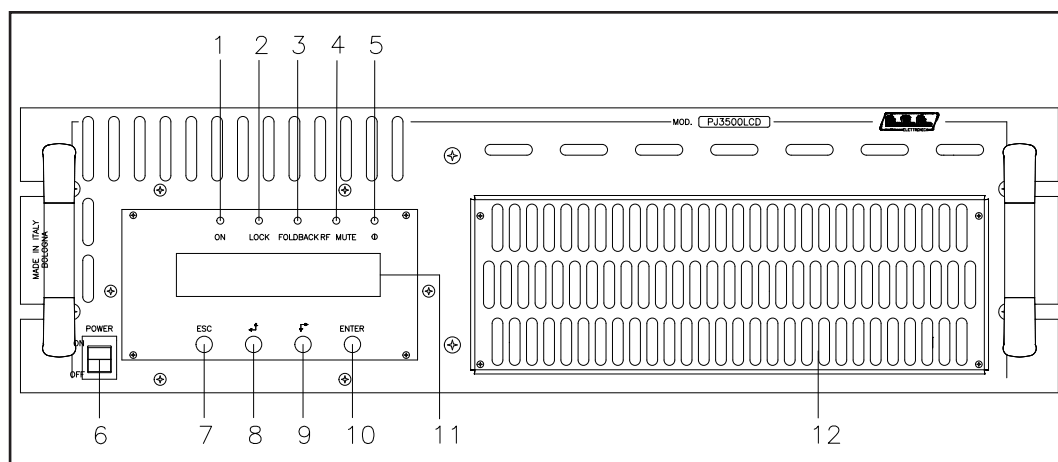 1 2 3 4 5
MOD. PJ3500LCD
ELETTRONICA
ON LOCK FOLDBACK RF MUTE
MADE IN ITALY
BOLOGNA
POWER
ON
OFF
ESC ENTER
6 7 8 9 10 11 12